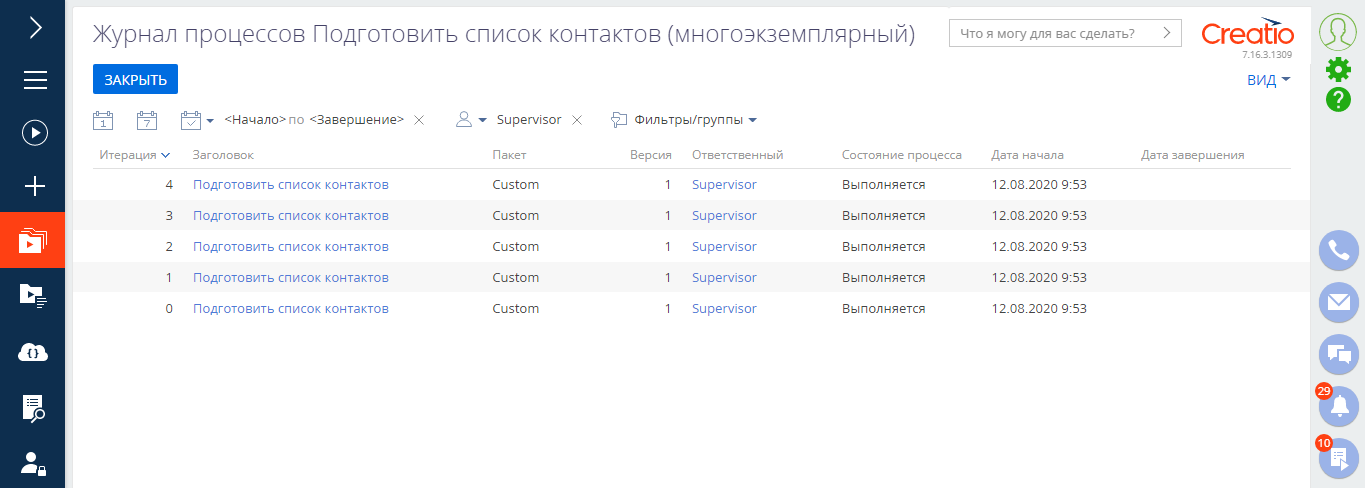 Журнал процессов Подготовить список контактов (многоэкземплярный)
Что я могу для вас сделать?
Creatio
7.16.3.1309
ЗАКРЫТЬ
ВИД
1 7 <Начало> по <Завершение> Supervisor Фильтры/группы
Итерация Заголовок Пакет Версия Ответственный Состояние процесса Дата начала Дата завершения
4 Подготовить список контактов Custom 1 Supervisor Выполняется 12.08.2020 9:53
3 Подготовить список контактов Custom 1 Supervisor Выполняется 12.08.2020 9:53
2 Подготовить список контактов Custom 1 Supervisor Выполняется 12.08.2020 9:53
1 Подготовить список контактов Custom 1 Supervisor Выполняется 12.08.2020 9:53
0 Подготовить список контактов Custom 1 Supervisor Выполняется 12.08.2020 9:53
29
10